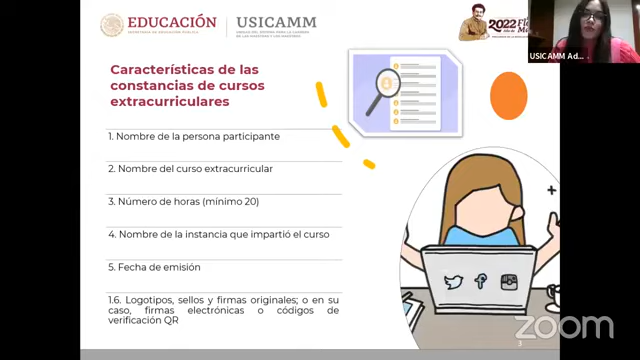 EDUCACIÓN
SECRETARÍA DE EDUCACIÓN PÚBLICA
USICAMM
UNIDAD DEL SISTEMA PARA LA CARRERA
DE LAS MAESTRAS Y LOS MAESTROS
2022
USICAMM Ad...
Características de las
constancias de cursos
extracurriculares
1. Nombre de la persona participante
2. Nombre del curso extracurricular
3. Número de horas (mínimo 20)
4. Nombre de la instancia que impartió el curso
5. Fecha de emisión
1.6. Logotipos, sellos y firmas originales; o en su
caso, firmas electrónicas o códigos de
verificación QR
zoom
3